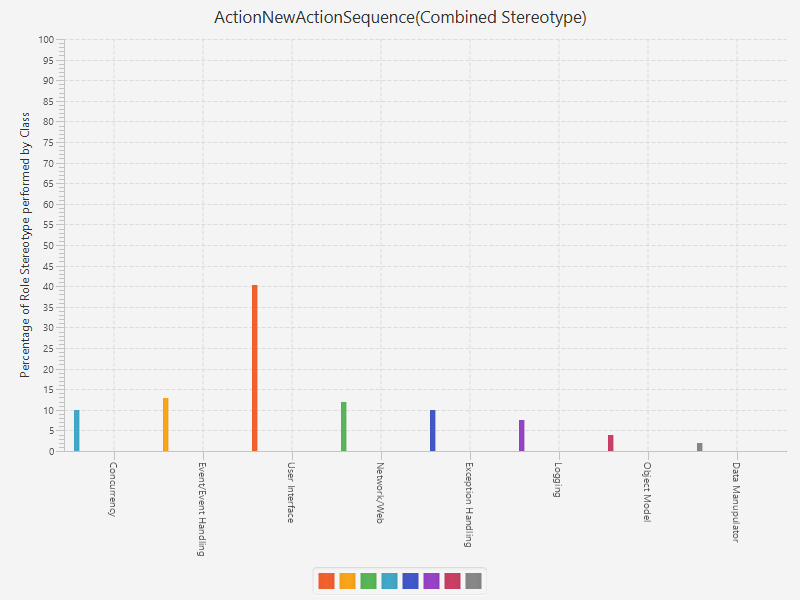 ActionNewActionSequence(Combined Stereotype)
Percentage of Role Stereotype performed by Class
100
95
90
85
80
75
70
65
60
55
50
45
40
35
30
25
20
15
10
5
0
Concurrency
Event/Event Handling
User Interface
Network/Web
Exception Handling
Logging
Object Model
Data Manupulator